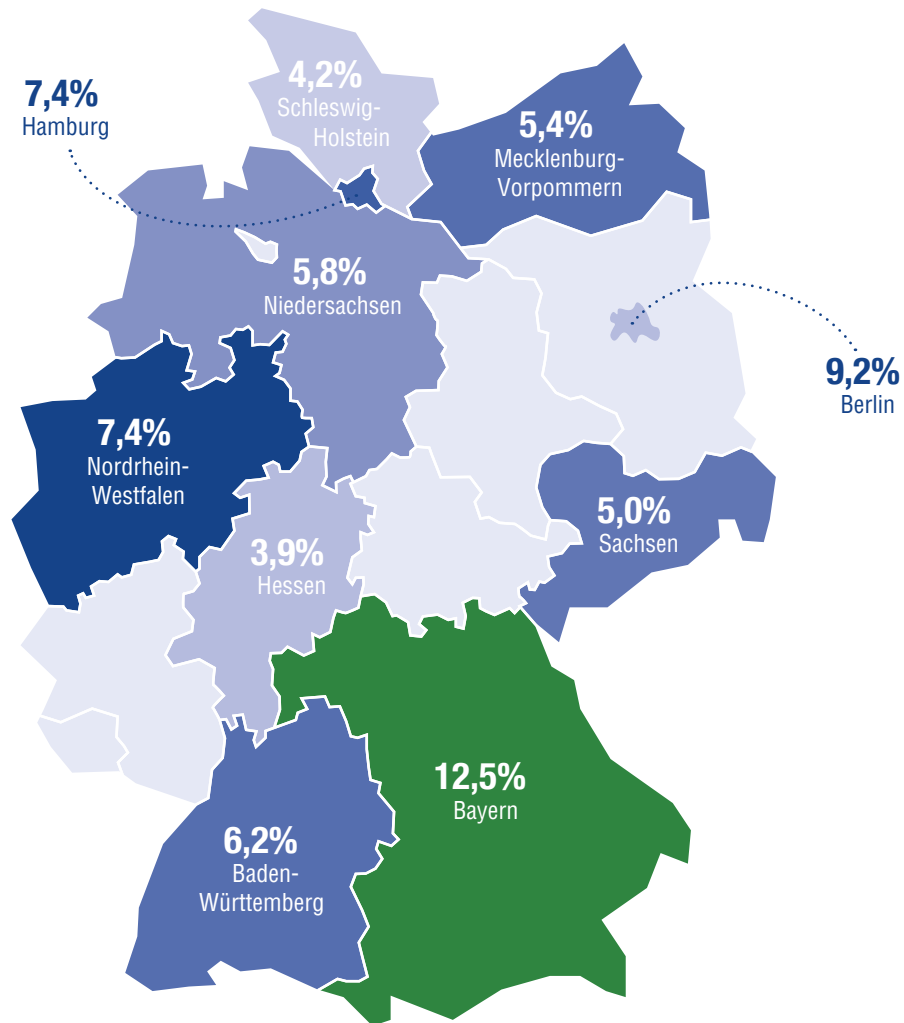 4,2%
Schleswig-
Holstein
7,4%
Hamburg
5,4%
Mecklenburg-
Vorpommern
5,8%
Niedersachsen
9,2%
Berlin
7,4%
Nordrhein-
Westfalen
5,0%
Sachsen
3,9%
Hessen
12,5%
Bayern
6,2%
Baden-
Württemberg